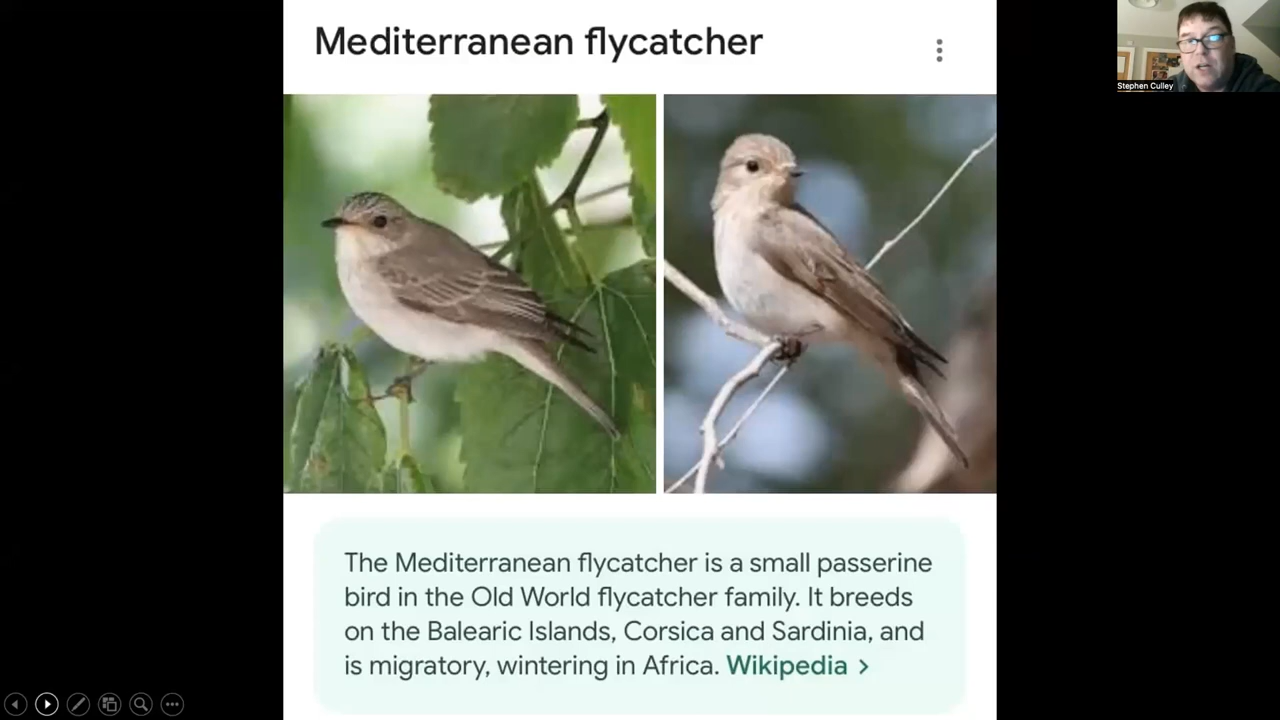 Mediterranean flycatcher
Stephen Culley
The Mediterranean flycatcher is a small passerine
bird in the Old World flycatcher family. It breeds
on the Balearic Islands, Corsica and Sardinia, and
is migratory, wintering in Africa. Wikipedia >